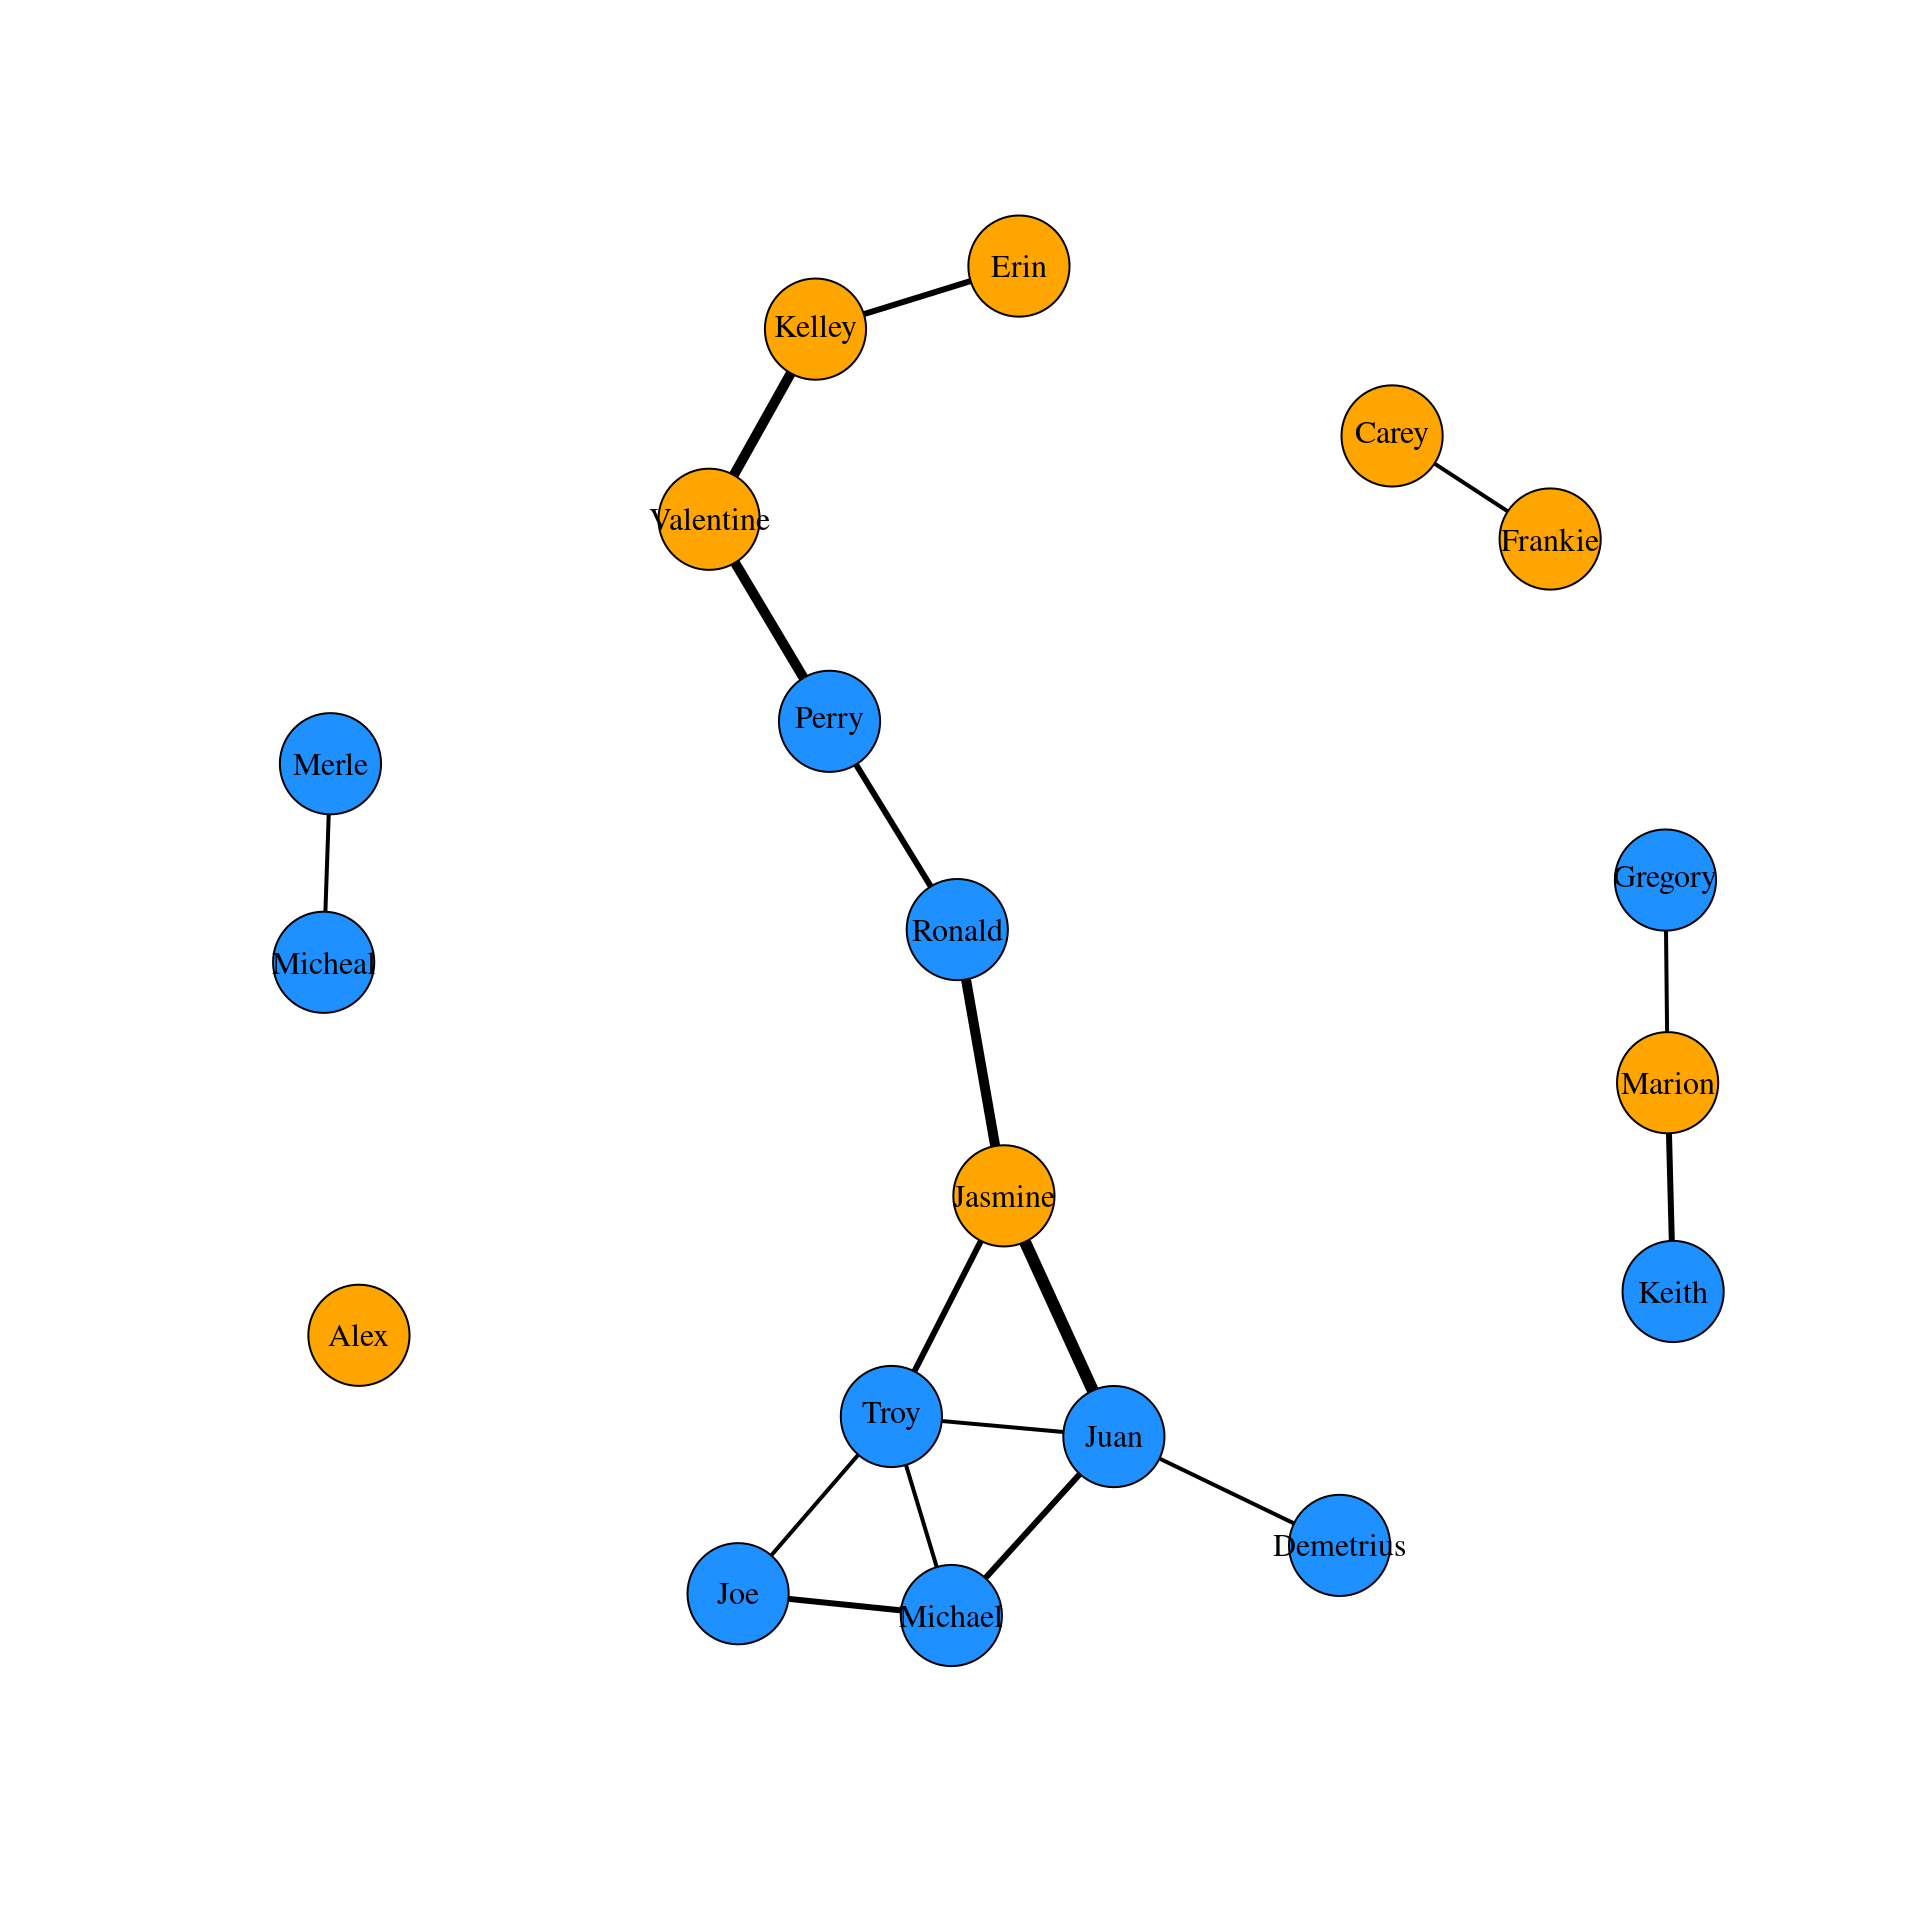 Erin
Kelley
Carey
Valentine
Frankie
Perry
Merle
Gregory
Ronald
Micheal
Marion
Jasmine
Keith
Alex
Troy
Juan
Demetrius
Joe
Michael